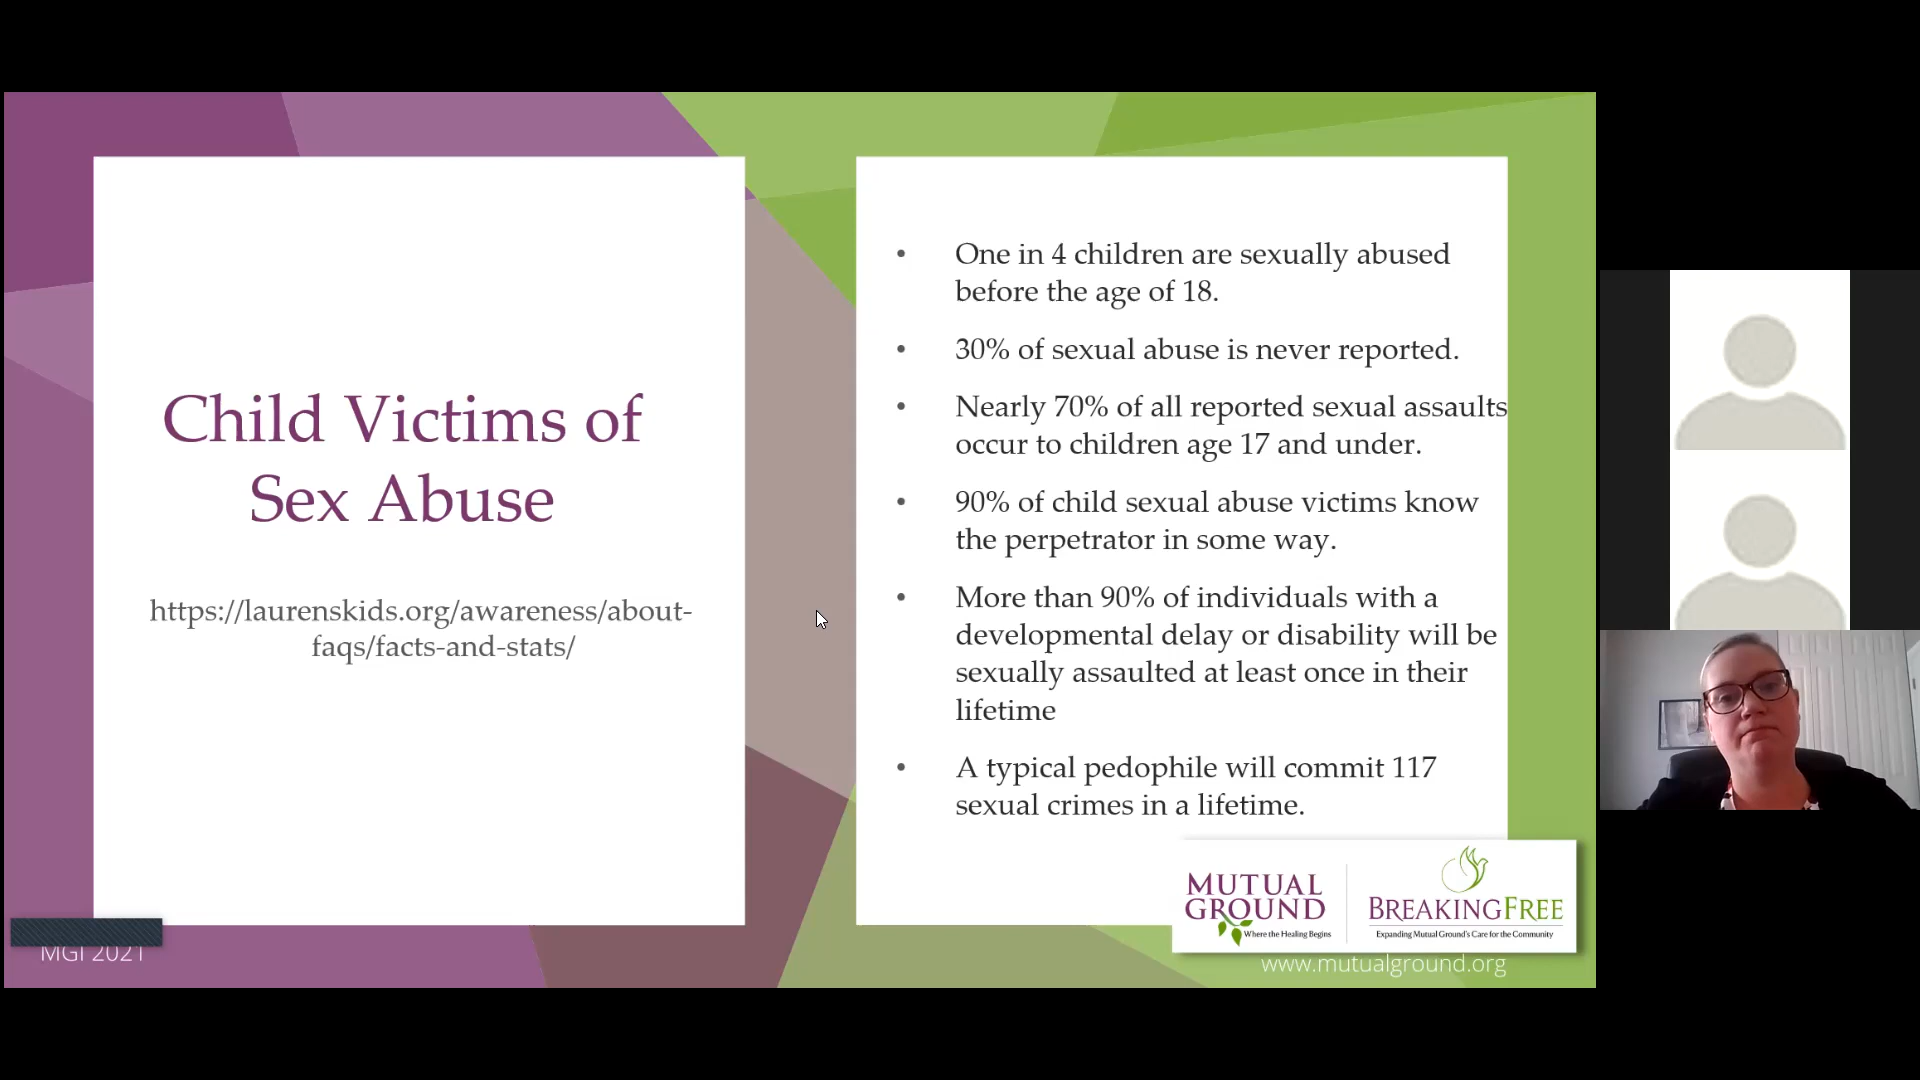 Child Victims of
Sex Abuse
https://laurenskids.org/awareness/about-
faqs/facts-and-stats/
• One in 4 children are sexually abused
before the age of 18.
• 30% of sexual abuse is never reported.
• Nearly 70% of all reported sexual assaults
occur to children age 17 and under.
• 90% of child sexual abuse victims know
the perpetrator in some way.
• More than 90% of individuals with a
developmental delay or disability will be
sexually assaulted at least once in their
lifetime
• A typical pedophile will commit 117
sexual crimes in a lifetime.
MUTUAL
GROUND
Where the Healing Begins
BREAKINGFREE
Expanding Mutual Ground's Care for the Community
MGI 2021
www.mutualground.org